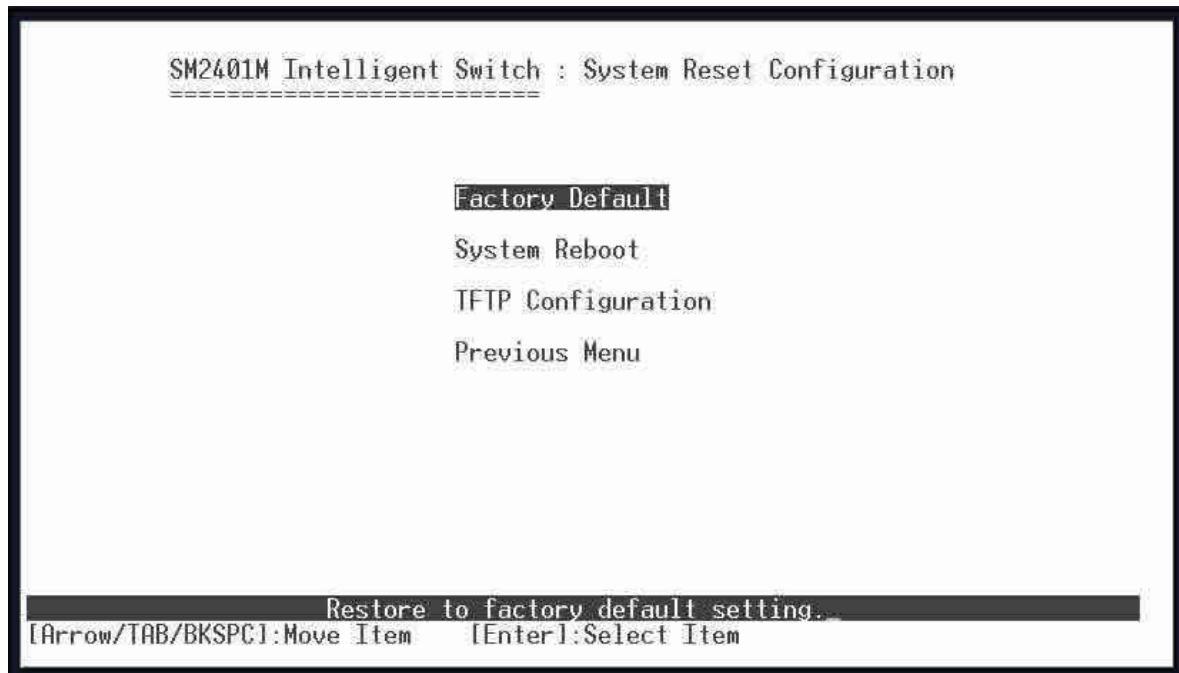 SM2401M Intelligent Switch : System Reset Configuration
==========================
Factory Default
System Reboot
TFTP Configuration
Previous Menu
Restore to factory default setting._
[Arrow/TAB/BKSPC]:Move Item [Enter]:Select Item